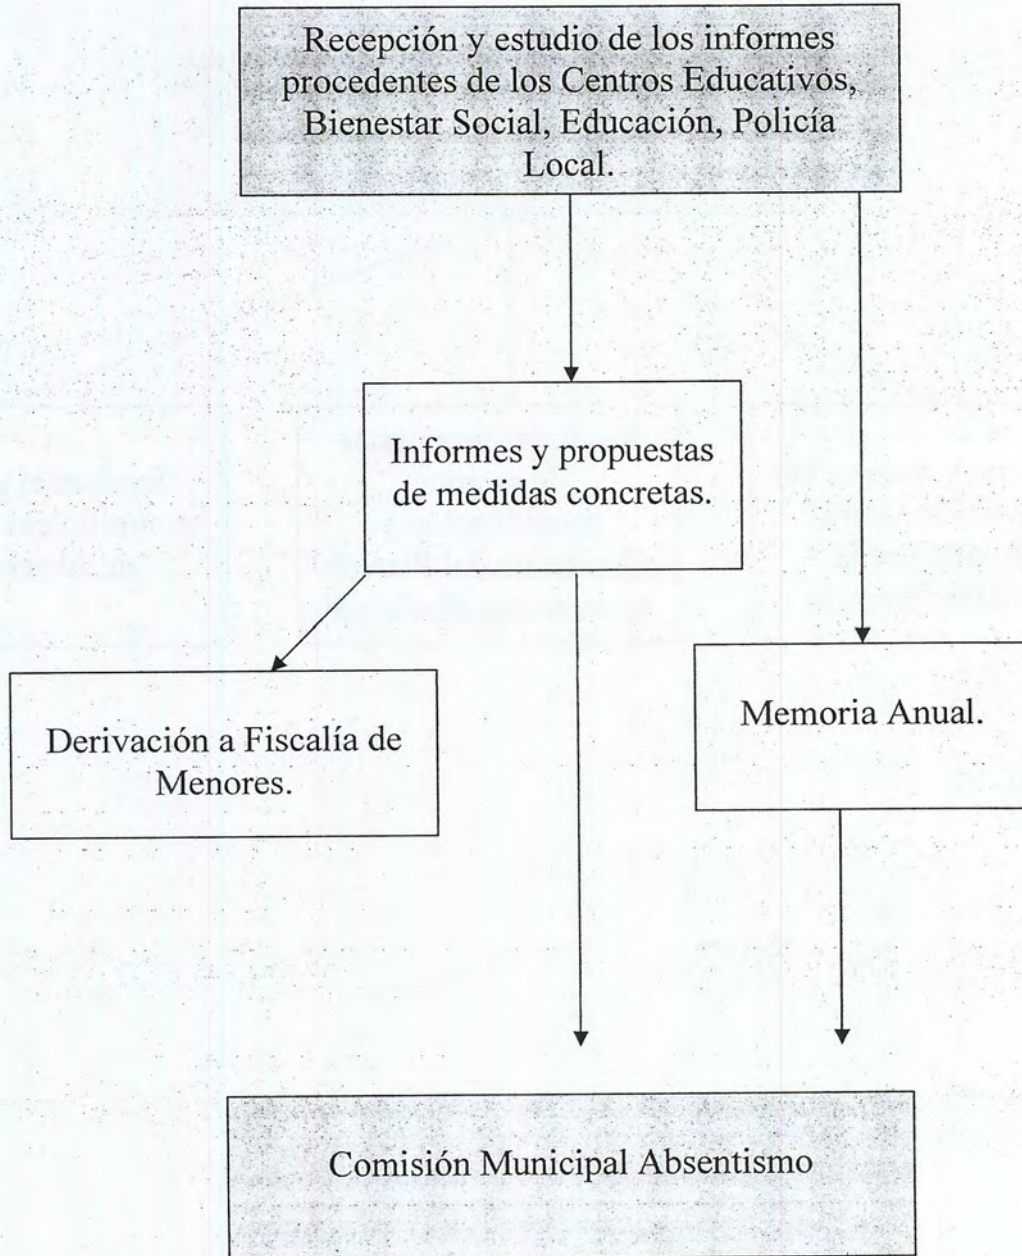 Recepción y estudio de los informes
procedentes de los Centros Educativos,
Bienestar Social, Educación, Policía
Local.
Informes y propuestas
de medidas concretas.
Derivación a Fiscalía de
Menores.
Memoria Anual.
Comisión Municipal Absentismo